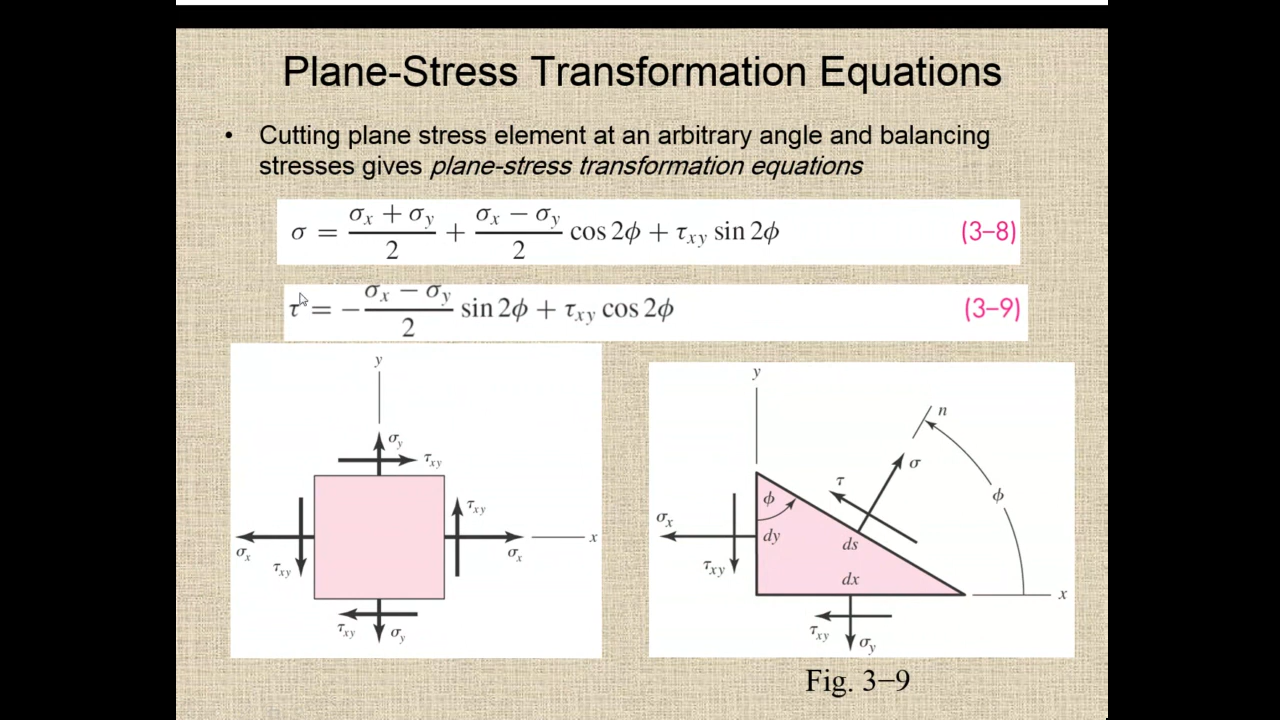 Plane-Stress Transformation Equations
• Cutting plane stress element at an arbitrary angle and balancing
stresses gives plane-stress transformation equations
σ = (σx + σy)/2 + (σx − σy)/2 cos 2ϕ + τxy sin 2ϕ (3–8)
τ = −(σx − σy)/2 sin 2ϕ + τxy cos 2ϕ (3–9)
y
σy
τxy
τxy
x
σx
σx
τxy
τxy
σy
y
n
σ
τ
ϕ
ϕ
σx
dy
ds
τxy
dx
x
τxy
σy
Fig. 3–9